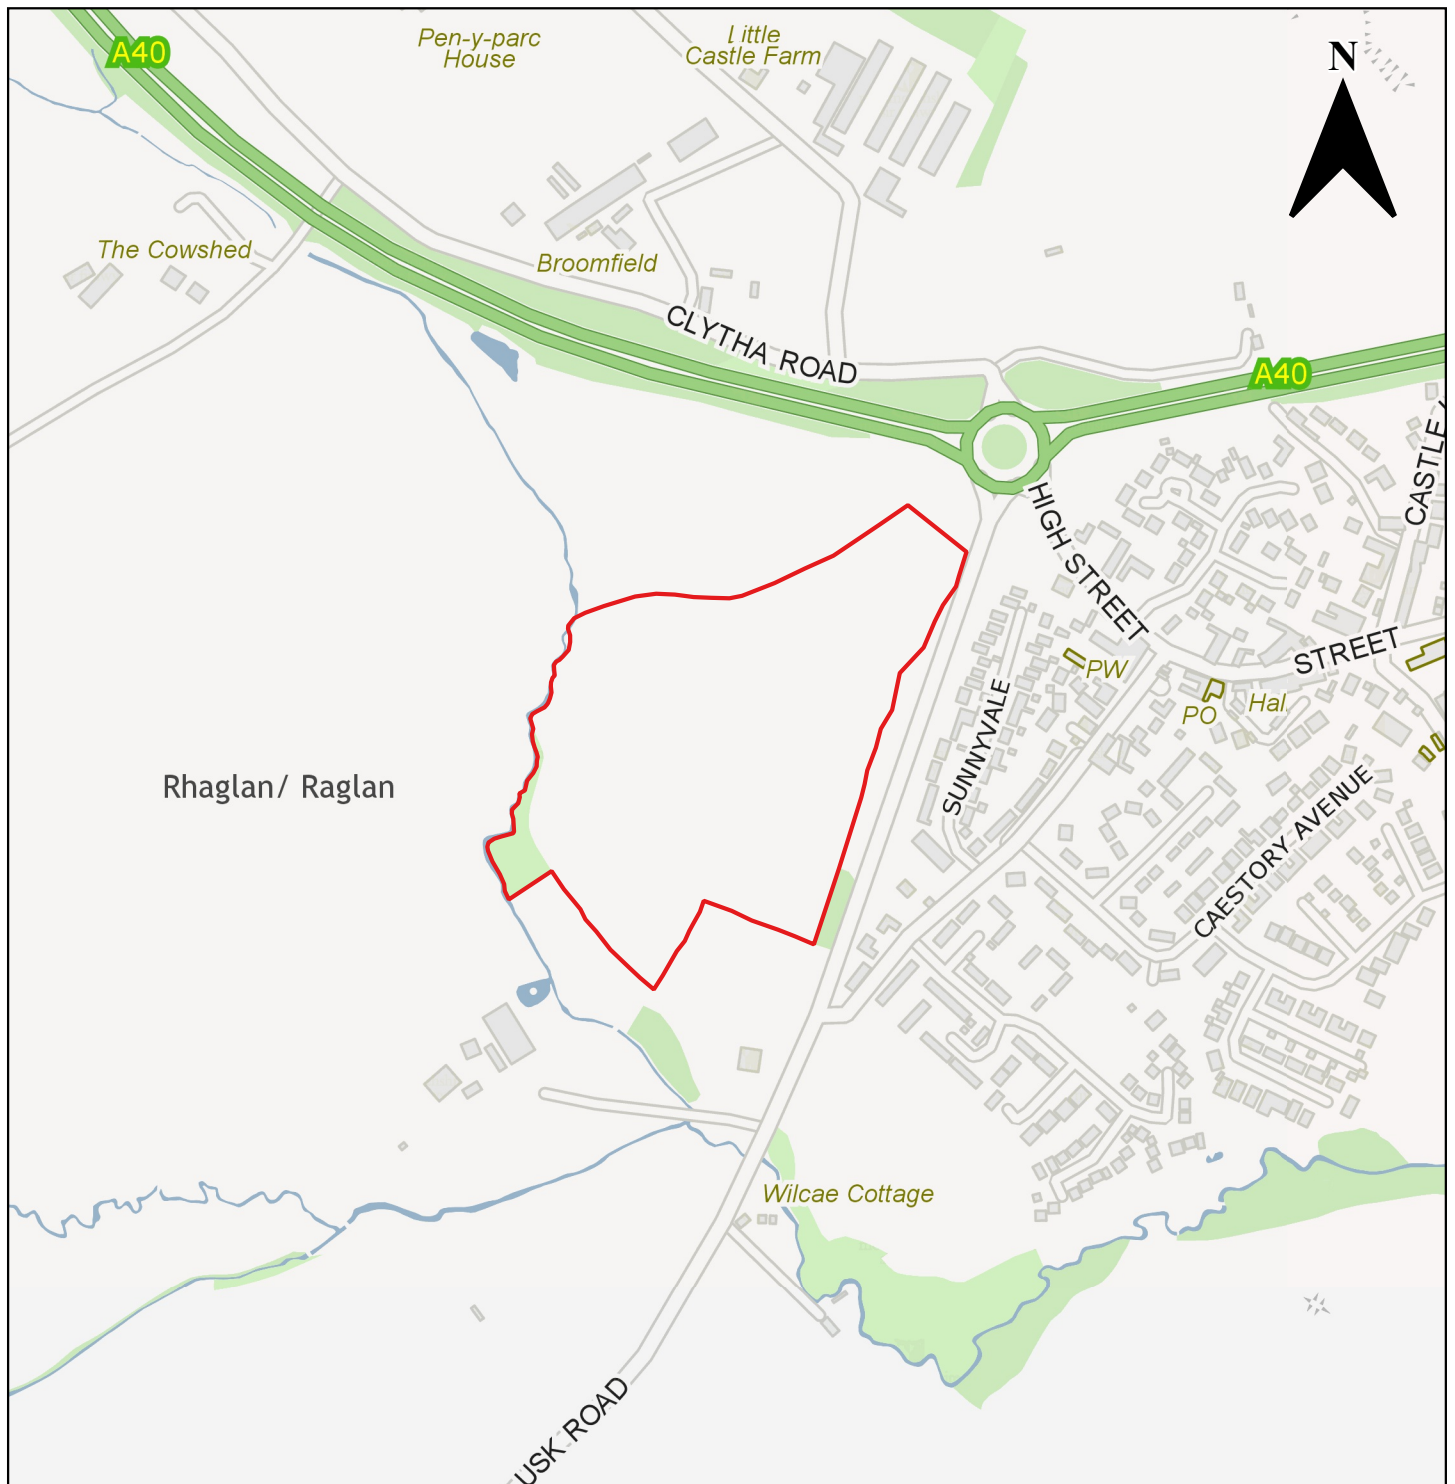 A40
Pen-y-parc
House
Little
Castle Farm
N
The Cowshed
Broomfield
CLYTHA ROAD
A40
CASTLE
HIGH STREET
STREET
PW
PO
Hal
SUNNYVALE
Rhaglan/ Raglan
CAESTORY AVENUE
Wilcae Cottage
USK ROAD